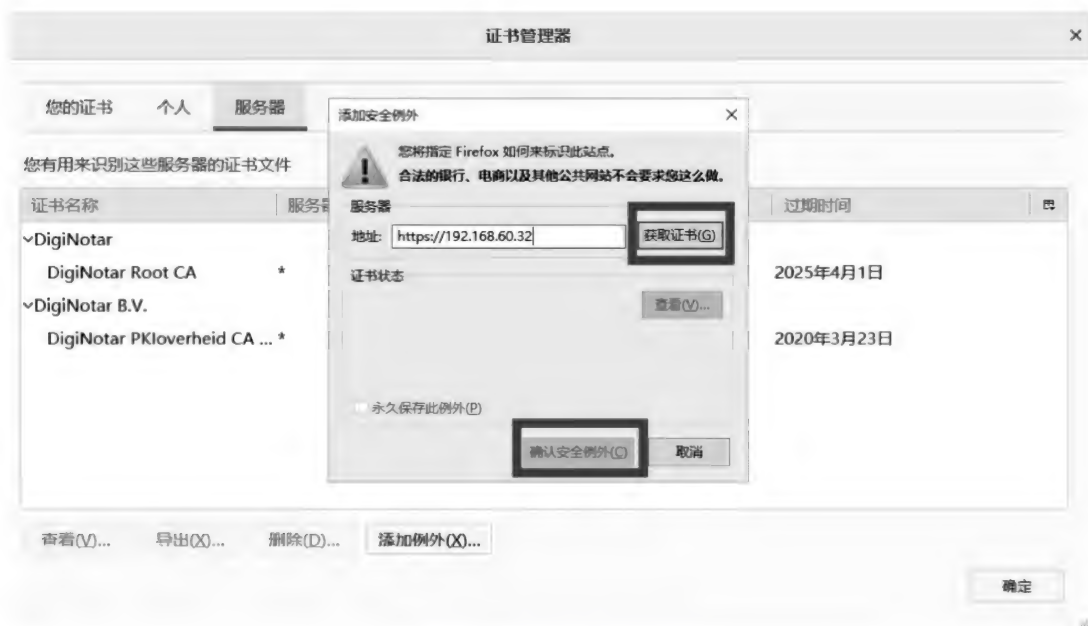 证书管理器
您的证书 个人 服务器
您有用来识别这些服务器的证书文件
证书名称 服务器 过期时间
DigiNotar
DigiNotar Root CA * 2025年4月1日
DigiNotar B.V.
DigiNotar PKIoverheid CA ... * 2020年3月23日
查看(V)... 导出(X)... 删除(D)... 添加例外(X)...
确定
添加安全例外
您将指定 Firefox 如何来标识此站点。
合法的银行、电商以及其他公共网站不会要求您这么做。
服务器
地址: https://192.168.60.32 获取证书(G)
证书状态
查看(V)...
永久保存此例外(P)
确认安全例外(C) 取消